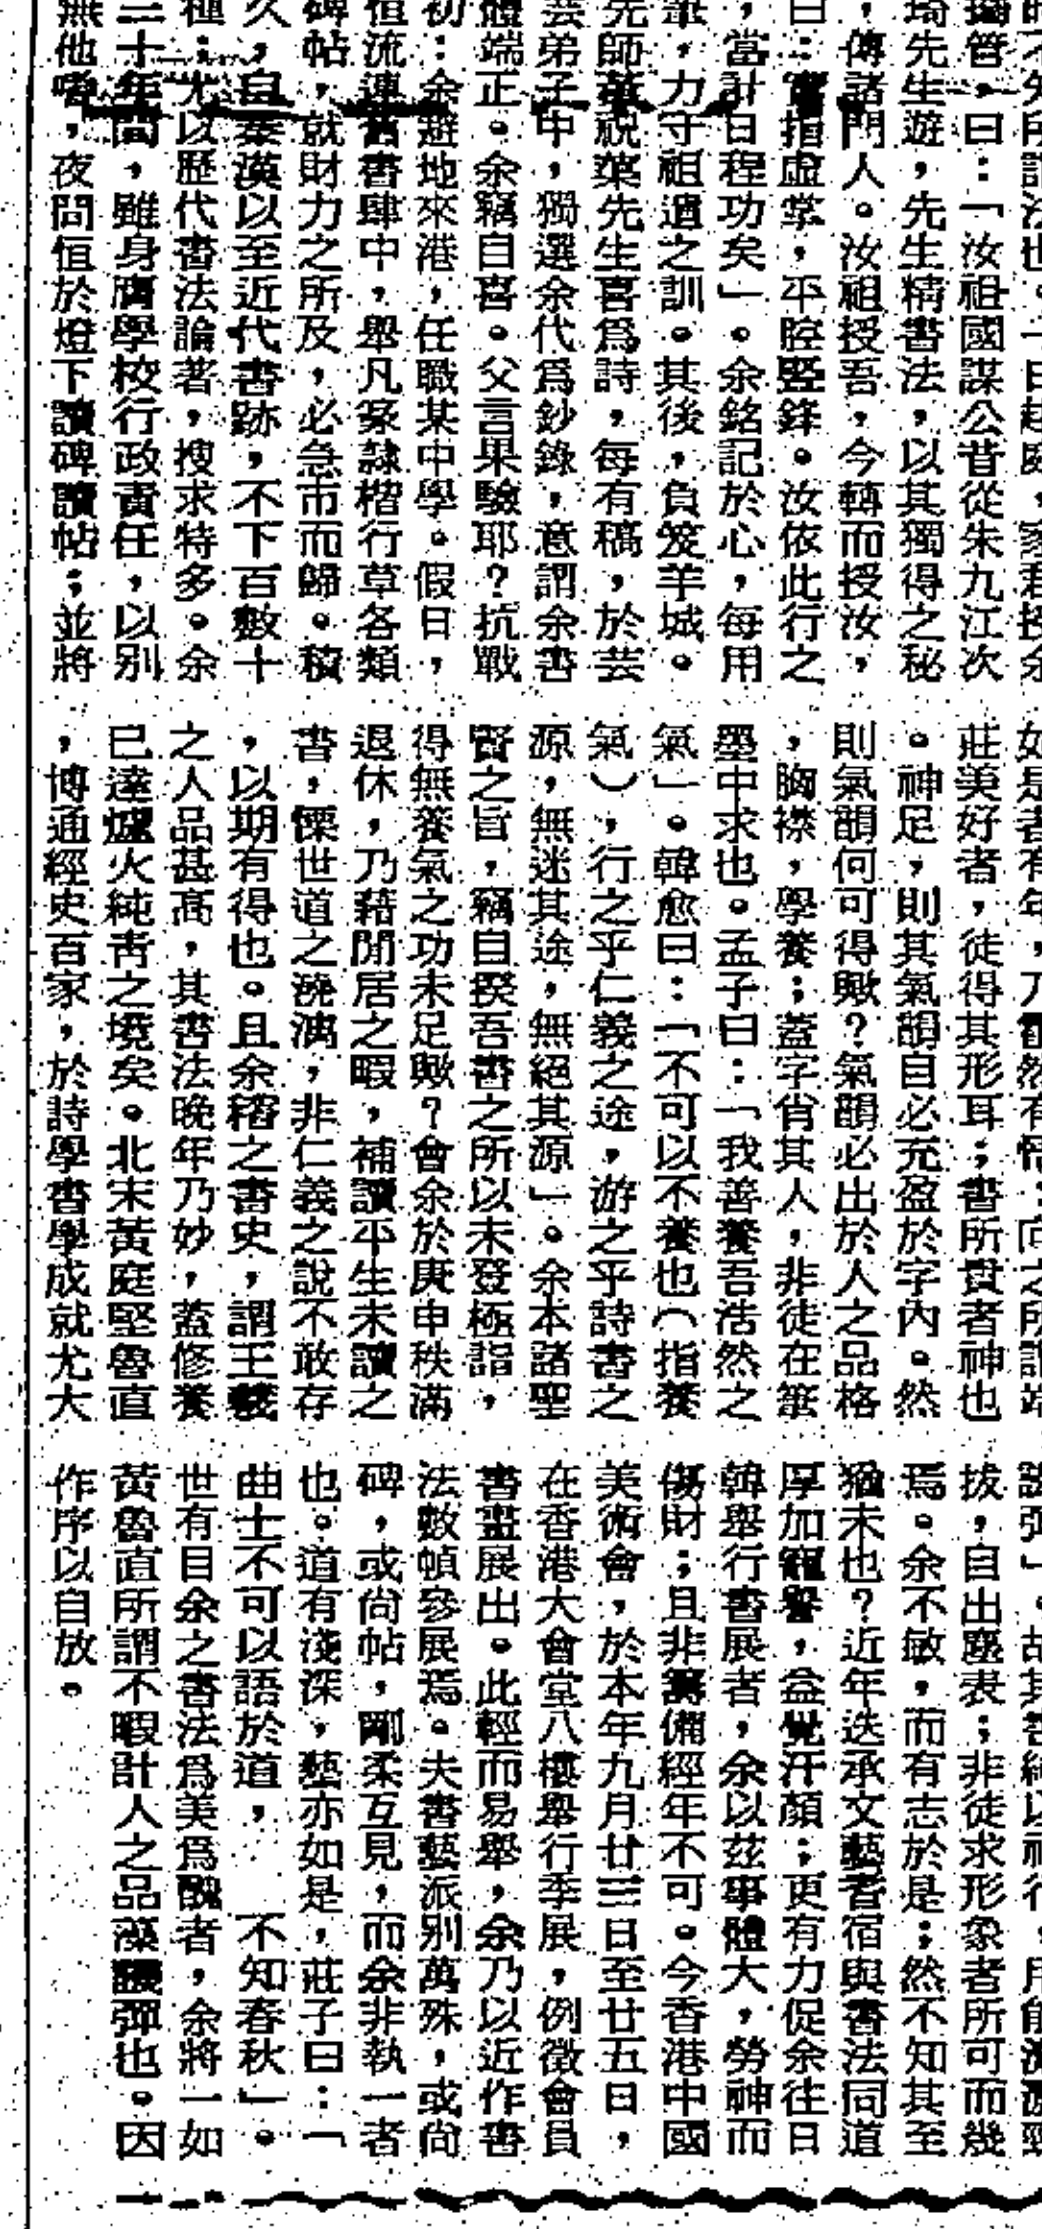 時不知所謂法也。一日趨庭，家君授余
管，曰：「汝祖國謀公昔從朱九江次
琦先生遊，先生精書法，以其獨得之秘
，傳諸門人。汝祖授吾，今轉而授汝，
曰：實指虛掌，平腔竪鋒。汝依此行之
，當計日程功矣」。余銘記於心，每用
筆，力守祖遺之訓。其後，負笈羊城。
先師葉祝葉先生喜爲詩，每有稿，於芸
芸弟子中，獨選余代爲鈔錄，意謂余書
體端正。余竊自喜。父言果驗耶？抗戰
初：余避地來港，任職某中學。假日，
恒流連舊書肆中，舉凡篆隸楷行草各類
碑帖，就財力之所及，必急市而歸。積
久，自秦漢以至近代書跡，不下百數十
種；尤以歷代書法論著，搜求特多。余
二十年間，雖身膺學校行政責任，以别
無他嗜，夜間恒於燈下讀碑讀帖；並將
如是者有年，乃然有悟：向之所謂端
莊美好者，徒得其形耳；書所貴者神也
。神足，則其氣韻自必充盈於字內。然
則氣韻何可得歟？氣韻必出於人之品格
，胸襟，學養；蓋字肖其人，非徒在筆
墨中求也。孟子曰：「我善養吾浩然之
氣」。韓愈曰：「不可以不養也（指養
氣），行之乎仁義之途，游之乎詩書之
源，無迷其途，無絕其源」。余本諸聖
賢之旨，竊自揆吾書之所以未登極詣，
得無養氣之功未足歟？會余於庚申秩滿
退休，乃藉閒居之暇，補讀平生未讀之
書，慄世道之澆漓，非仁義之說不敢存
，以期有得也。且余稽之書史，謂王羲
之人品甚高，其書法晚年乃妙，蓋修養
已達爐火純靑之境矣。北宋黃庭堅魯直
，博通經史百家，於詩學書學成就尤大
拔，自出塵表；非徒求形象者所可而幾
焉。余不敏，而有志於是；然不知其至
猶未也？近年迭承文藝耆宿與書法同道
厚加寵譽，益覺汗顏；更有力促余往日
韓舉行書展者，余以茲事體大，勞神而
傷財；且非籌備經年不可。今香港中國
美術會，於本年九月廿三日至廿五日，
在香港大會堂八樓舉行季展，例徵會員
書畫展出。此輕而易舉，余乃以近作書
法數幀參展焉。夫書藝派别萬殊，或尚
碑，或尚帖，剛柔互見，而余非執一者
也。道有淺深，藝亦如是，莊子曰：「
曲士不可以語於道，　不知春秋」。
世有目余之書法爲美爲醜者，余將一如
黃魯直所謂不暇計人之品藻譏彈也。因
作序以自放。